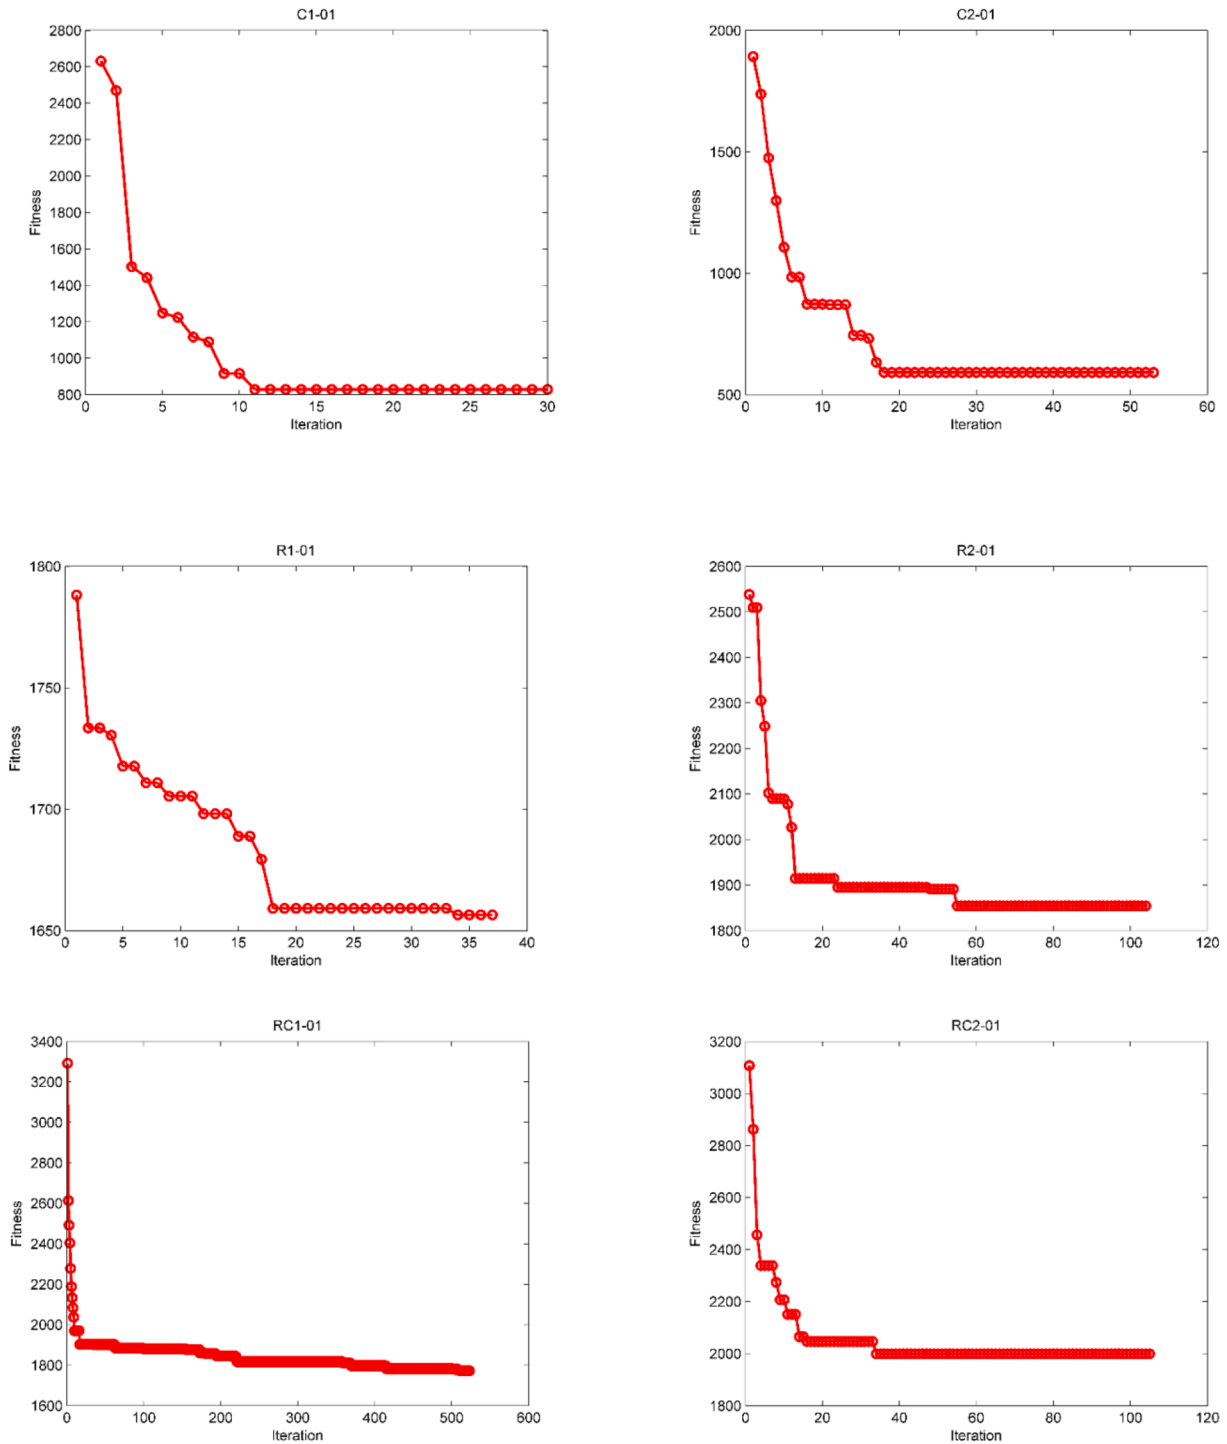 C1-01
2800
2600
2400
2200
2000
1800
1600
1400
1200
1000
800
Fitness
0 5 10 15 20 25 30
Iteration
C2-01
2000
1500
1000
500
Fitness
0 10 20 30 40 50 60
Iteration
R1-01
1800
1750
1700
1650
Fitness
0 5 10 15 20 25 30 35 40
Iteration
R2-01
2600
2500
2400
2300
2200
2100
2000
1900
1800
Fitness
0 20 40 60 80 100 120
Iteration
RC1-01
3400
3200
3000
2800
2600
2400
2200
2000
1800
1600
Fitness
0 100 200 300 400 500 600
Iteration
RC2-01
3200
3000
2800
2600
2400
2200
2000
1800
Fitness
0 20 40 60 80 100 120
Iteration